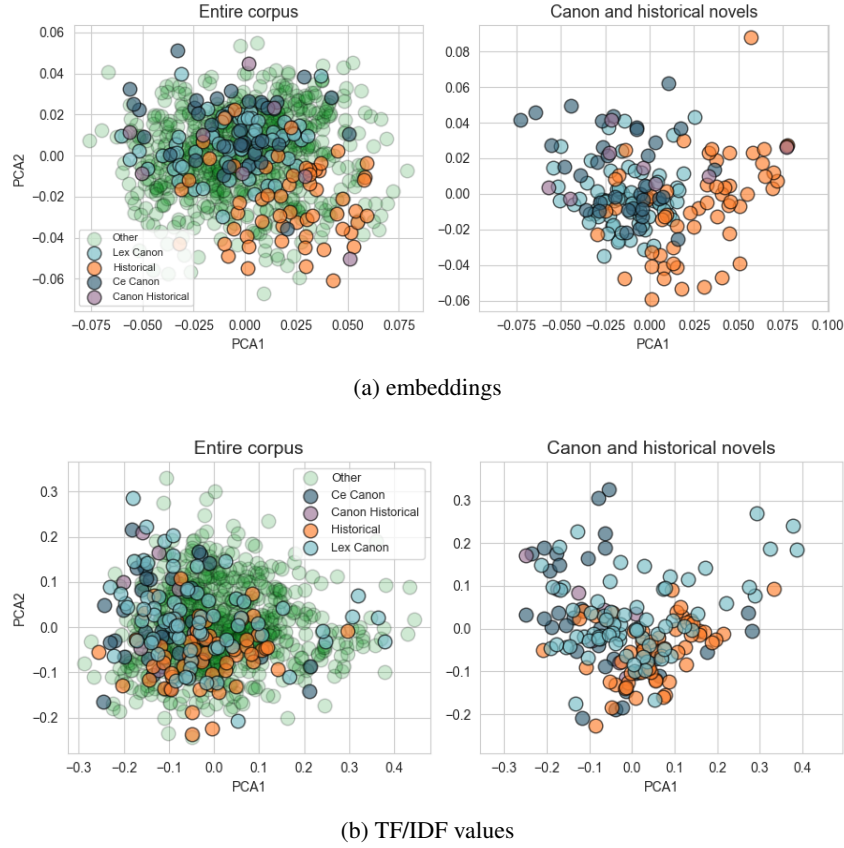 Entire corpus
Canon and historical novels
0.06
0.04
0.02
0.00
−0.02
−0.04
−0.06
PCA2
Other
Lex Canon
Historical
Ce Canon
Canon Historical
−0.075 −0.050 −0.025 0.000 0.025 0.050 0.075
PCA1
0.08
0.06
0.04
0.02
0.00
−0.02
−0.04
−0.06
−0.075 −0.050 −0.025 0.000 0.025 0.050 0.075 0.100
PCA1
(a) embeddings
Entire corpus
Canon and historical novels
0.3
0.2
0.1
0.0
−0.1
−0.2
PCA2
Other
Ce Canon
Canon Historical
Historical
Lex Canon
−0.3 −0.2 −0.1 0.0 0.1 0.2 0.3 0.4
PCA1
0.3
0.2
0.1
0.0
−0.1
−0.2
−0.3 −0.2 −0.1 0.0 0.1 0.2 0.3 0.4
PCA1
(b) TF/IDF values